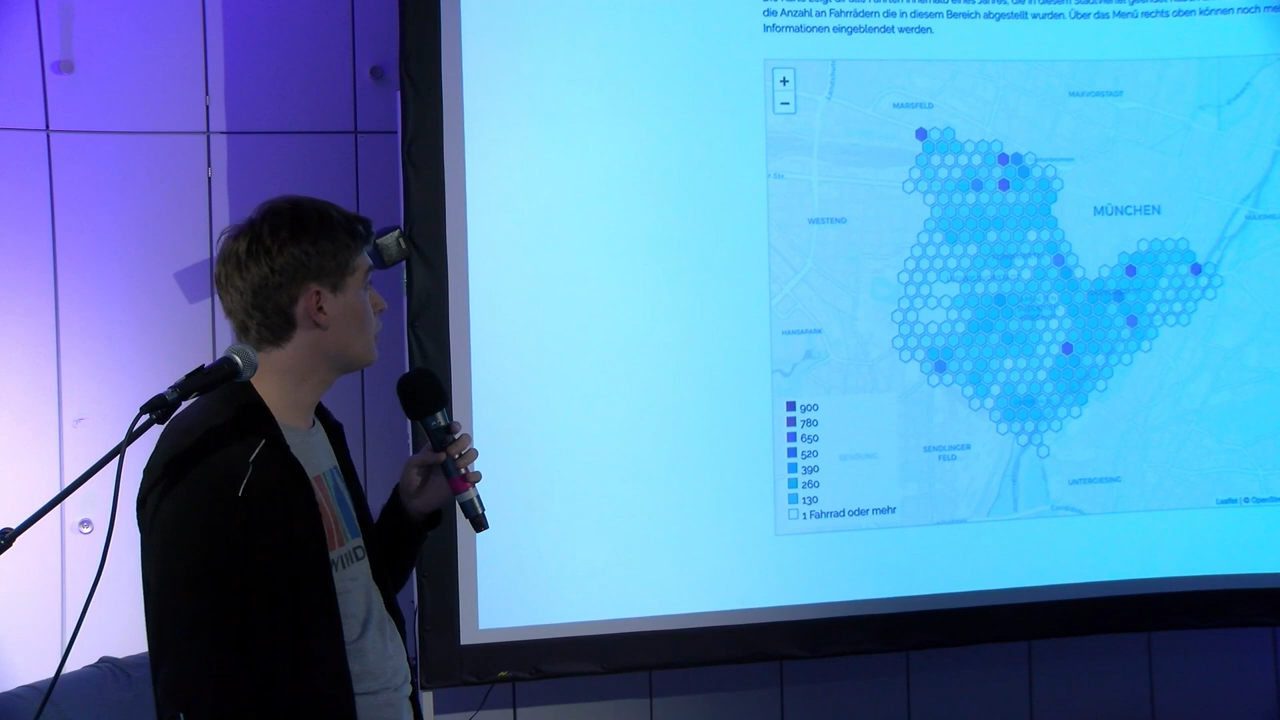 die Anzahl an Fahrrädern die in diesem Bereich abgestellt wurden. Über das Menü rechts oben können noch
Informationen eingeblendet werden.
+
−
MARSFELD
MAXVORSTADT
WESTEND
MÜNCHEN
HANSAPARK
900
780
650
520
390
260
130
1 Fahrrad oder mehr
SENDLING
SENDLINGER
FELD
UNTERGIESING
Leaflet | ©